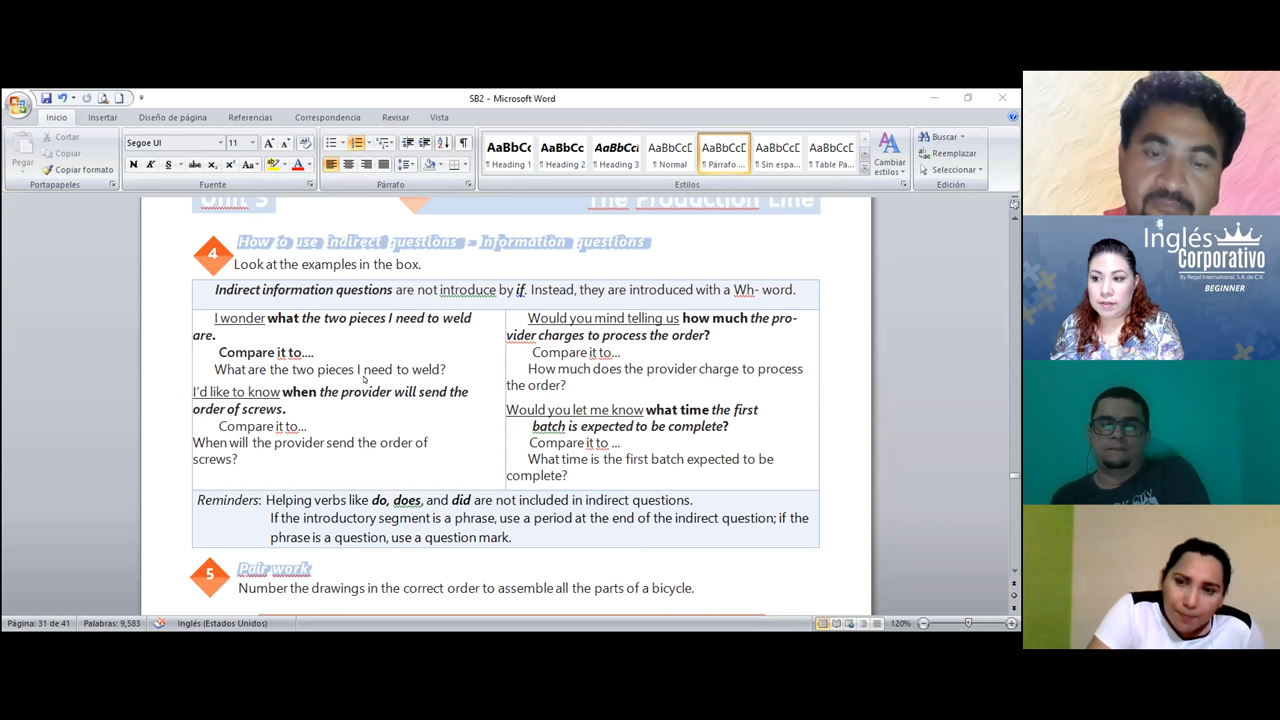 SB2 - Microsoft Word
Inicio
Insertar
Diseño de página
Referencias
Correspondencia
Revisar
Vista
Pegar
Cortar
Copiar
Copiar formato
Portapapeles
Segoe UI
11
Fuente
Párrafo
AaBbCc
Heading 1
AaBbCc
Heading 2
AaBbCcI
Heading 3
AaBbCcD
Normal
AaBbCcD
Párrafo ...
AaBbCcD
Sin espa...
AaBbCcD
Table Pa...
Cambiar estilos
Estilos
Buscar
Reemplazar
Seleccionar
Edición
Unit 5 The Production Line
4 How to use indirect questions - Information questions
Look at the examples in the box.
Indirect information questions are not introduce by if. Instead, they are introduced with a Wh- word.
I wonder what the two pieces I need to weld
are.
Compare it to....
What are the two pieces I need to weld?
I'd like to know when the provider will send the
order of screws.
Compare it to...
When will the provider send the order of
screws?
Would you mind telling us how much the pro-
vider charges to process the order?
Compare it to...
How much does the provider charge to process
the order?
Would you let me know what time the first
batch is expected to be complete?
Compare it to ...
What time is the first batch expected to be
complete?
Reminders: Helping verbs like do, does, and did are not included in indirect questions.
If the introductory segment is a phrase, use a period at the end of the indirect question; if the
phrase is a question, use a question mark.
5 Pair work
Number the drawings in the correct order to assemble all the parts of a bicycle.
Página: 31 de 41
Palabras: 9,583
Inglés (Estados Unidos)
120%
Inglés
Corporativo
By Regal International, S.A. de C.V.
BEGINNER